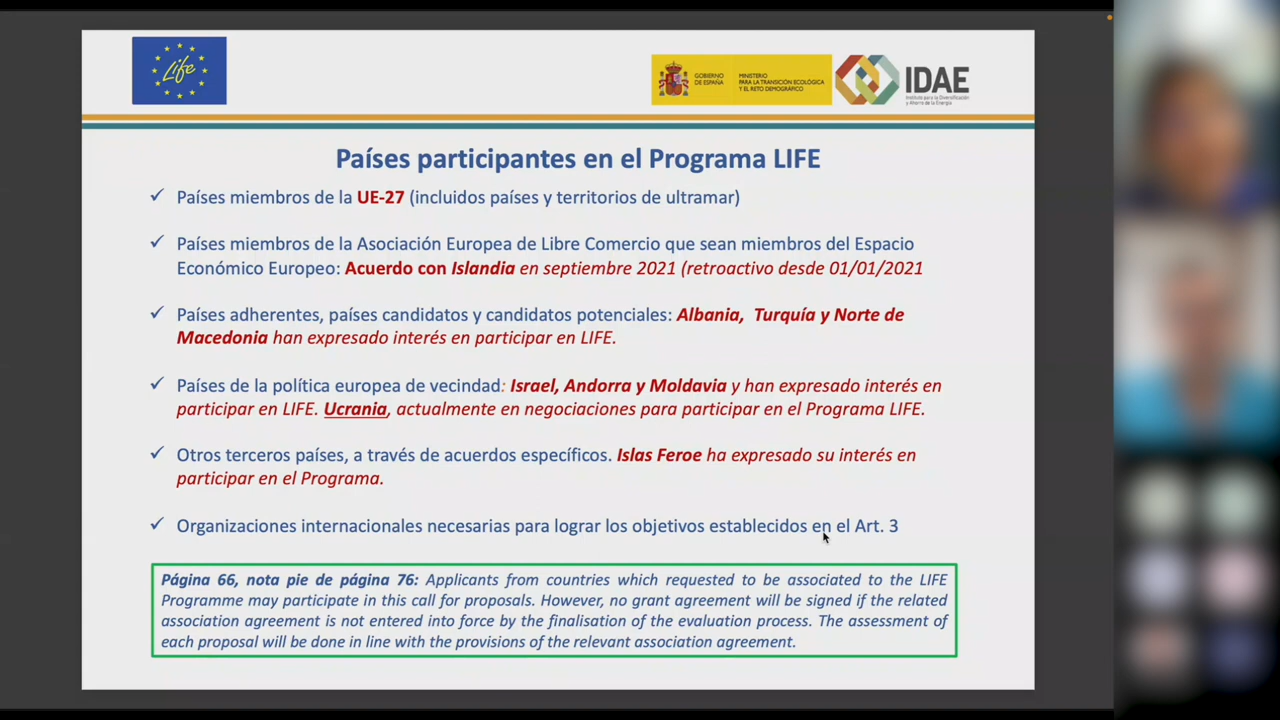 Life
GOBIERNO
DE ESPAÑA
MINISTERIO
PARA LA TRANSICIÓN ECOLÓGICA
Y EL RETO DEMOGRÁFICO
IDAE
Instituto para la Diversificación
y Ahorro de la Energía
Países participantes en el Programa LIFE
✓ Países miembros de la UE-27 (incluidos países y territorios de ultramar)
✓ Países miembros de la Asociación Europea de Libre Comercio que sean miembros del Espacio
Económico Europeo: Acuerdo con Islandia en septiembre 2021 (retroactivo desde 01/01/2021
✓ Países adherentes, países candidatos y candidatos potenciales: Albania, Turquía y Norte de
Macedonia han expresado interés en participar en LIFE.
✓ Países de la política europea de vecindad: Israel, Andorra y Moldavia y han expresado interés en
participar en LIFE. Ucrania, actualmente en negociaciones para participar en el Programa LIFE.
✓ Otros terceros países, a través de acuerdos específicos. Islas Feroe ha expresado su interés en
participar en el Programa.
✓ Organizaciones internacionales necesarias para lograr los objetivos establecidos en el Art. 3
Página 66, nota pie de página 76: Applicants from countries which requested to be associated to the LIFE
Programme may participate in this call for proposals. However, no grant agreement will be signed if the related
association agreement is not entered into force by the finalisation of the evaluation process. The assessment of
each proposal will be done in line with the provisions of the relevant association agreement.